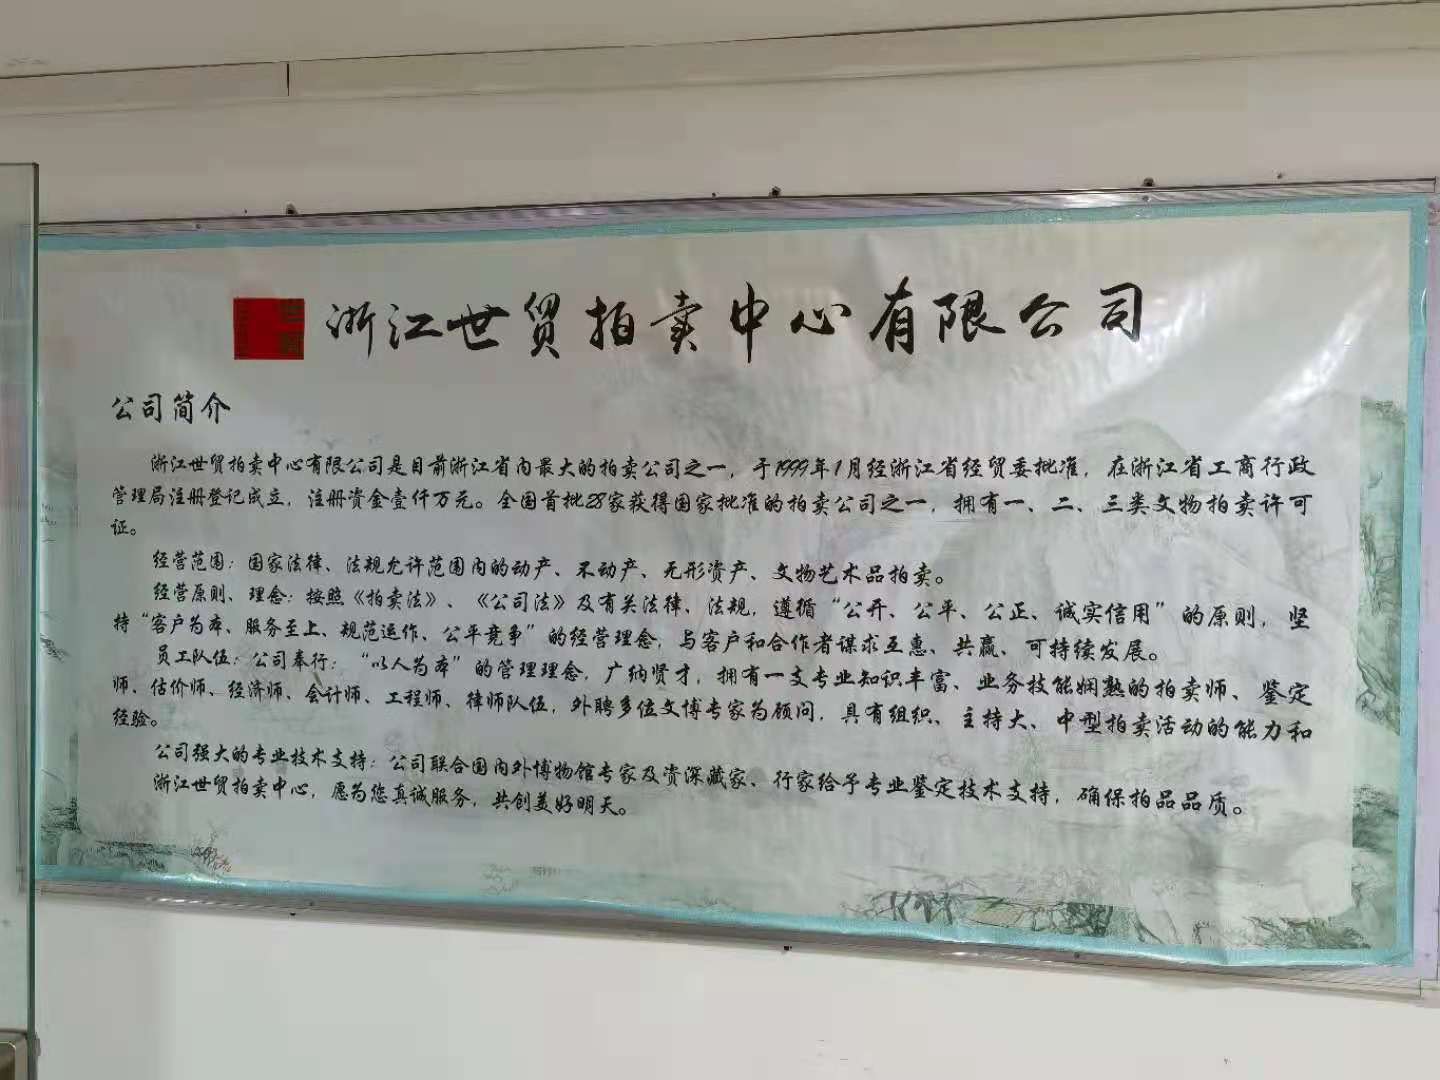 浙江世贸拍卖中心有限公司
公司简介
浙江世贸拍卖中心有限公司是目前浙江省内最大的拍卖公司之一，于1999年1月经浙江省经贸委批准，在浙江省工商行政
管理局注册登记成立，注册资金壹仟万元。全国首批28家获得国家批准的拍卖公司之一，拥有一、二、三类文物拍卖许可
证。
经营范围：国家法律、法规允许范围内的动产、不动产、无形资产、文物艺术品拍卖。
经营原则、理念：按照《拍卖法》、《公司法》及有关法律、法规，遵循“公开、公平、公正、诚实信用”的原则，坚
持“客户为本、服务至上、规范运作、公平竞争”的经营理念，与客户和合作者谋求互惠、共赢、可持续发展。
员工队伍：公司奉行：“以人为本”的管理理念，广纳贤才，拥有一支专业知识丰富、业务技能娴熟的拍卖师、鉴定
师、估价师、经济师、会计师、工程师、律师队伍，外聘多位文博专家为顾问，具有组织、主持大、中型拍卖活动的能力和
经验。
公司强大的专业技术支持：公司联合国内外博物馆专家及资深藏家、行家给予专业鉴定技术支持，确保拍品品质。
浙江世贸拍卖中心，愿为您真诚服务，共创美好明天。